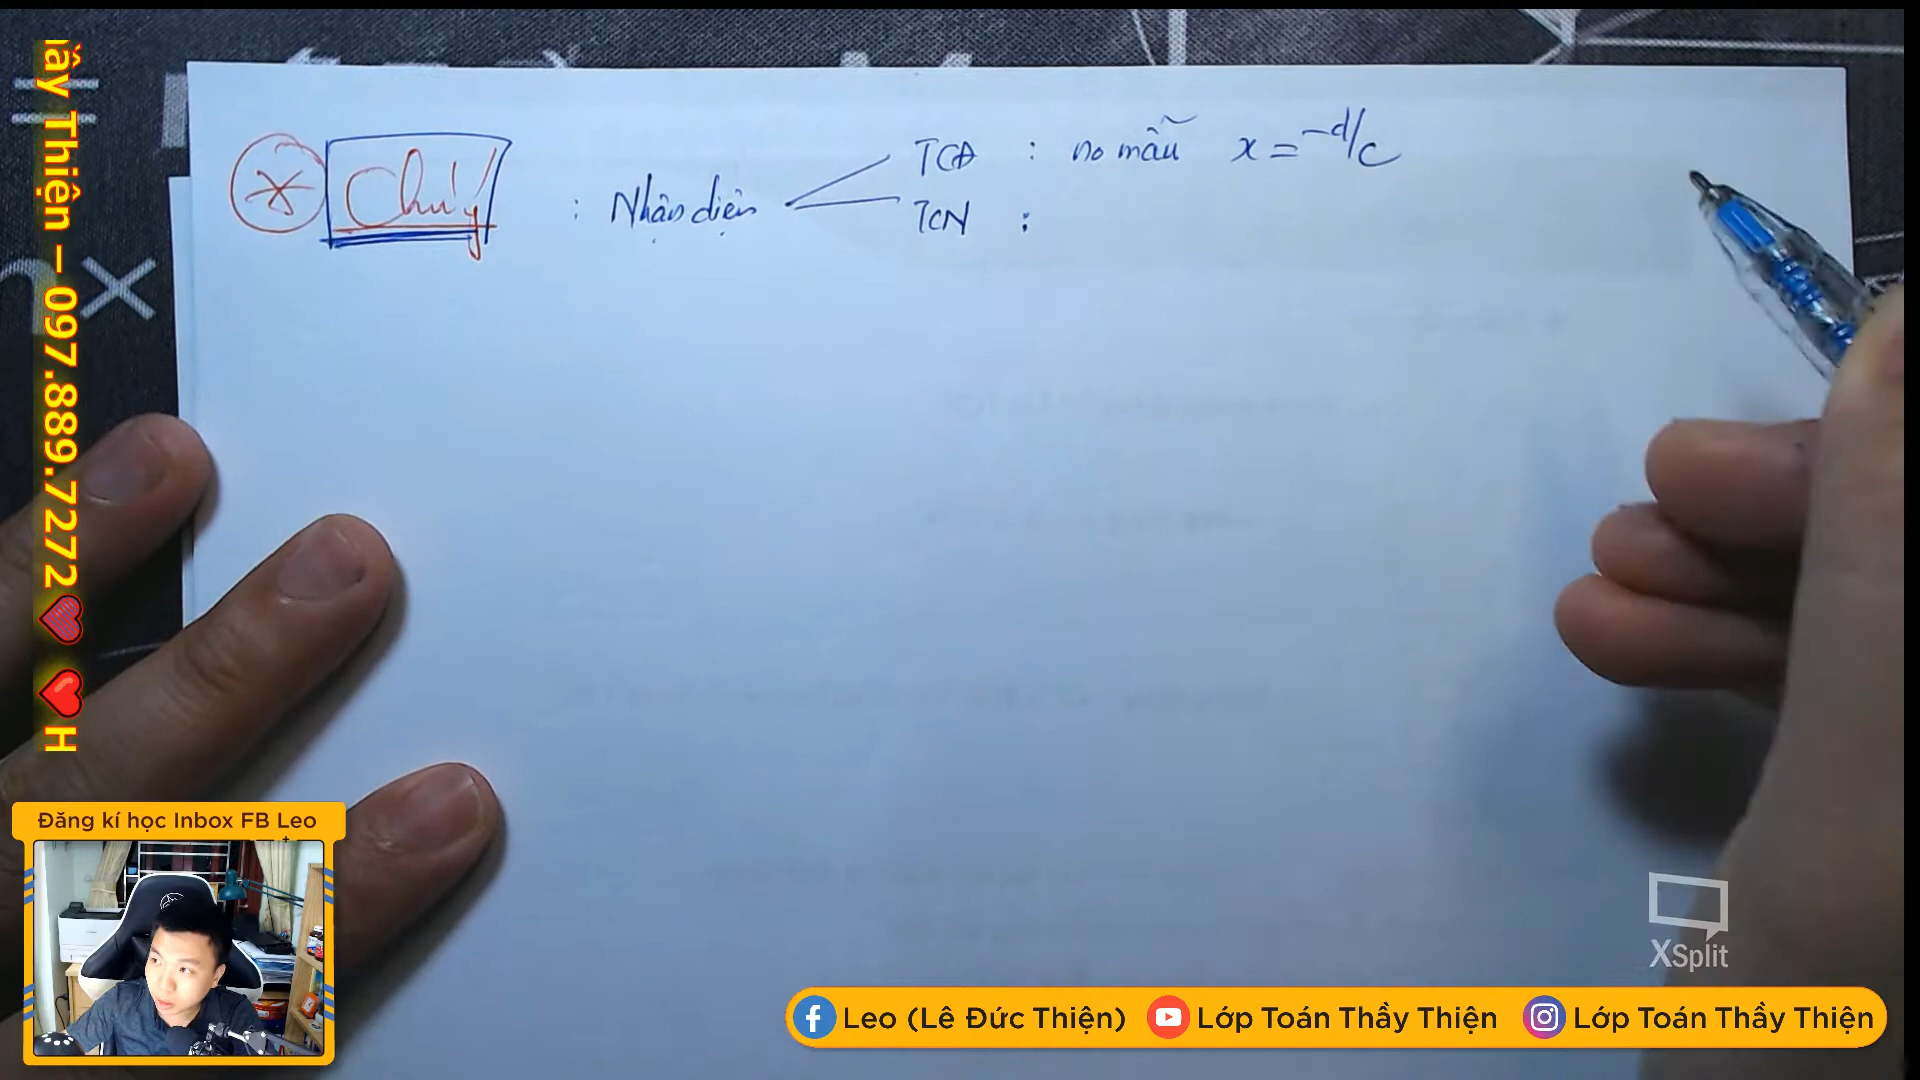 ầy Thiện – 097.889.7272 H
Chú ý : Nhận diện
TCĐ : no mẫu x = -d/c
TCN :
Đăng kí học Inbox FB Leo
XSplit
Leo (Lê Đức Thiện) Lớp Toán Thầy Thiện Lớp Toán Thầy Thiện